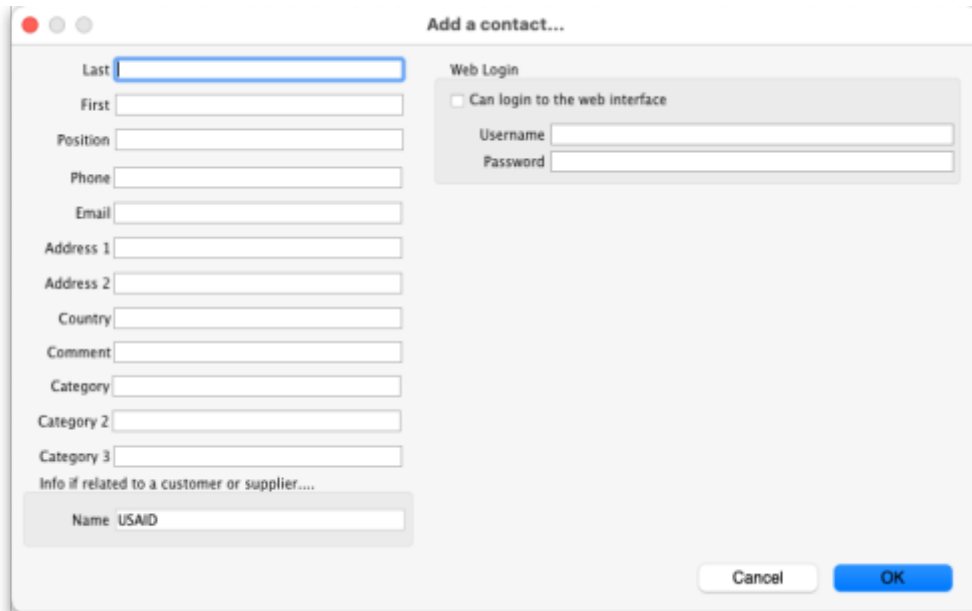 Add a contact...
Last
First
Position
Phone
Email
Address 1
Address 2
Country
Comment
Category
Category 2
Category 3
Info if related to a customer or supplier....
Name USAID
Web Login
Can login to the web interface
Username
Password
Cancel
OK